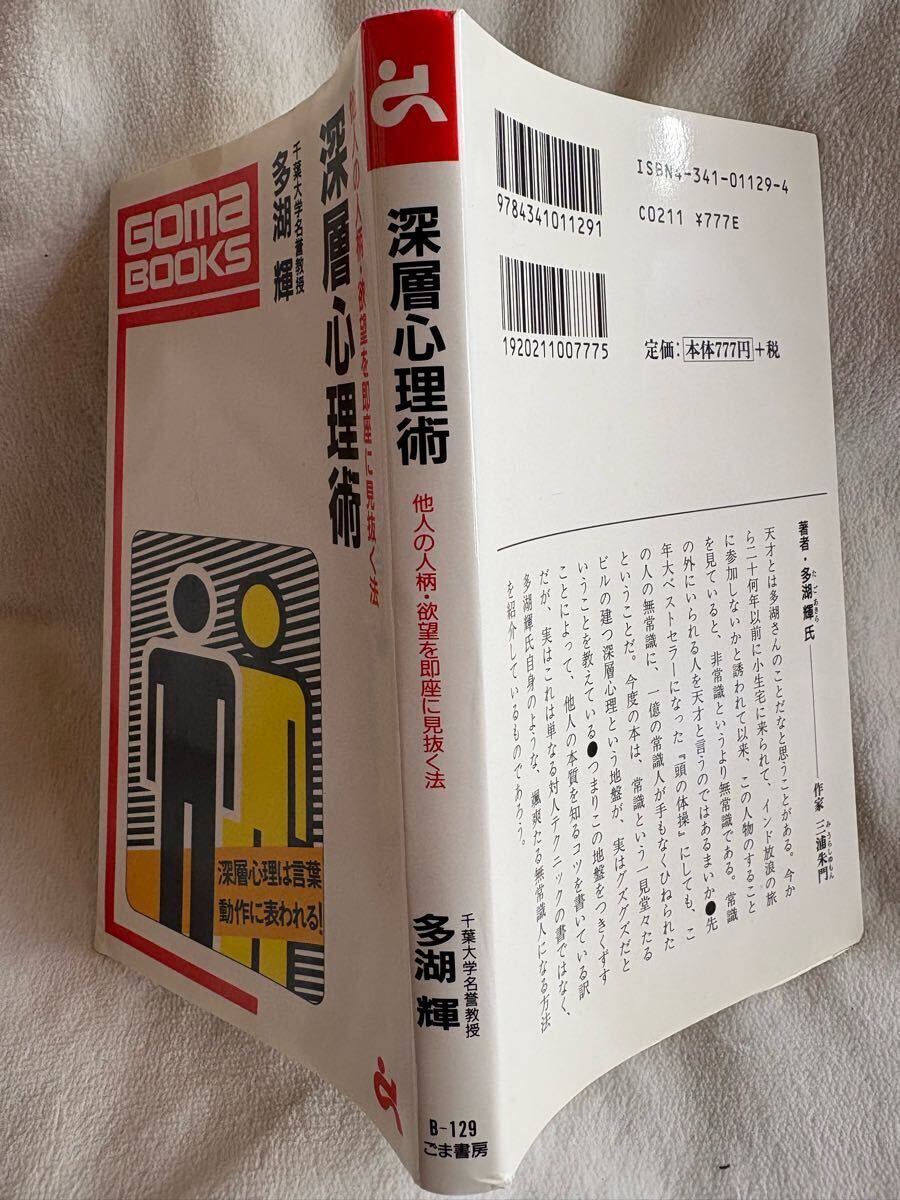 GOMA
BOOKS
他人の人柄・欲望を即座に見抜く法
深層心理術
千葉大学名誉教授
多湖 輝
深層心理は言葉
動作に表われる!
深層心理術
他人の人柄・欲望を即座に見抜く法
千葉大学名誉教授
多湖 輝
B-129
ごま書房
9784341011291
ISBN4-341-01129-4
C0211 ¥777E
1920211007775
定価:本体777円+税
著者・多湖輝氏――作家 三浦朱門
たごあきら
みうらしゅもん
天才とは多湖さんのことだなと思うことがある。今か
ら二十何年以前に小生宅に来られて、インド放浪の旅
に参加しないかと誘われて以来、この人物のすること
を見ていると、非常識というより無常識である。常識
の外にいられる人を天才と言うのではあるまいか●先
年大ベストセラーになった『頭の体操』にしても、こ
の人の無常識に、一億の常識人が手もなくひねられた
ということだ。今度の本は、常識という一見堂々たる
ビルの建つ深層心理という地盤が、実はグズグズだと
いうことを教えている●つまりこの地盤をつきくずす
ことによって、他人の本質を知るコツを書いている訳
だが、実はこれは単なる対人テクニックの書ではなく、
多湖輝氏自身のような、颯爽たる無常識人になる方法
を紹介しているものであろう。